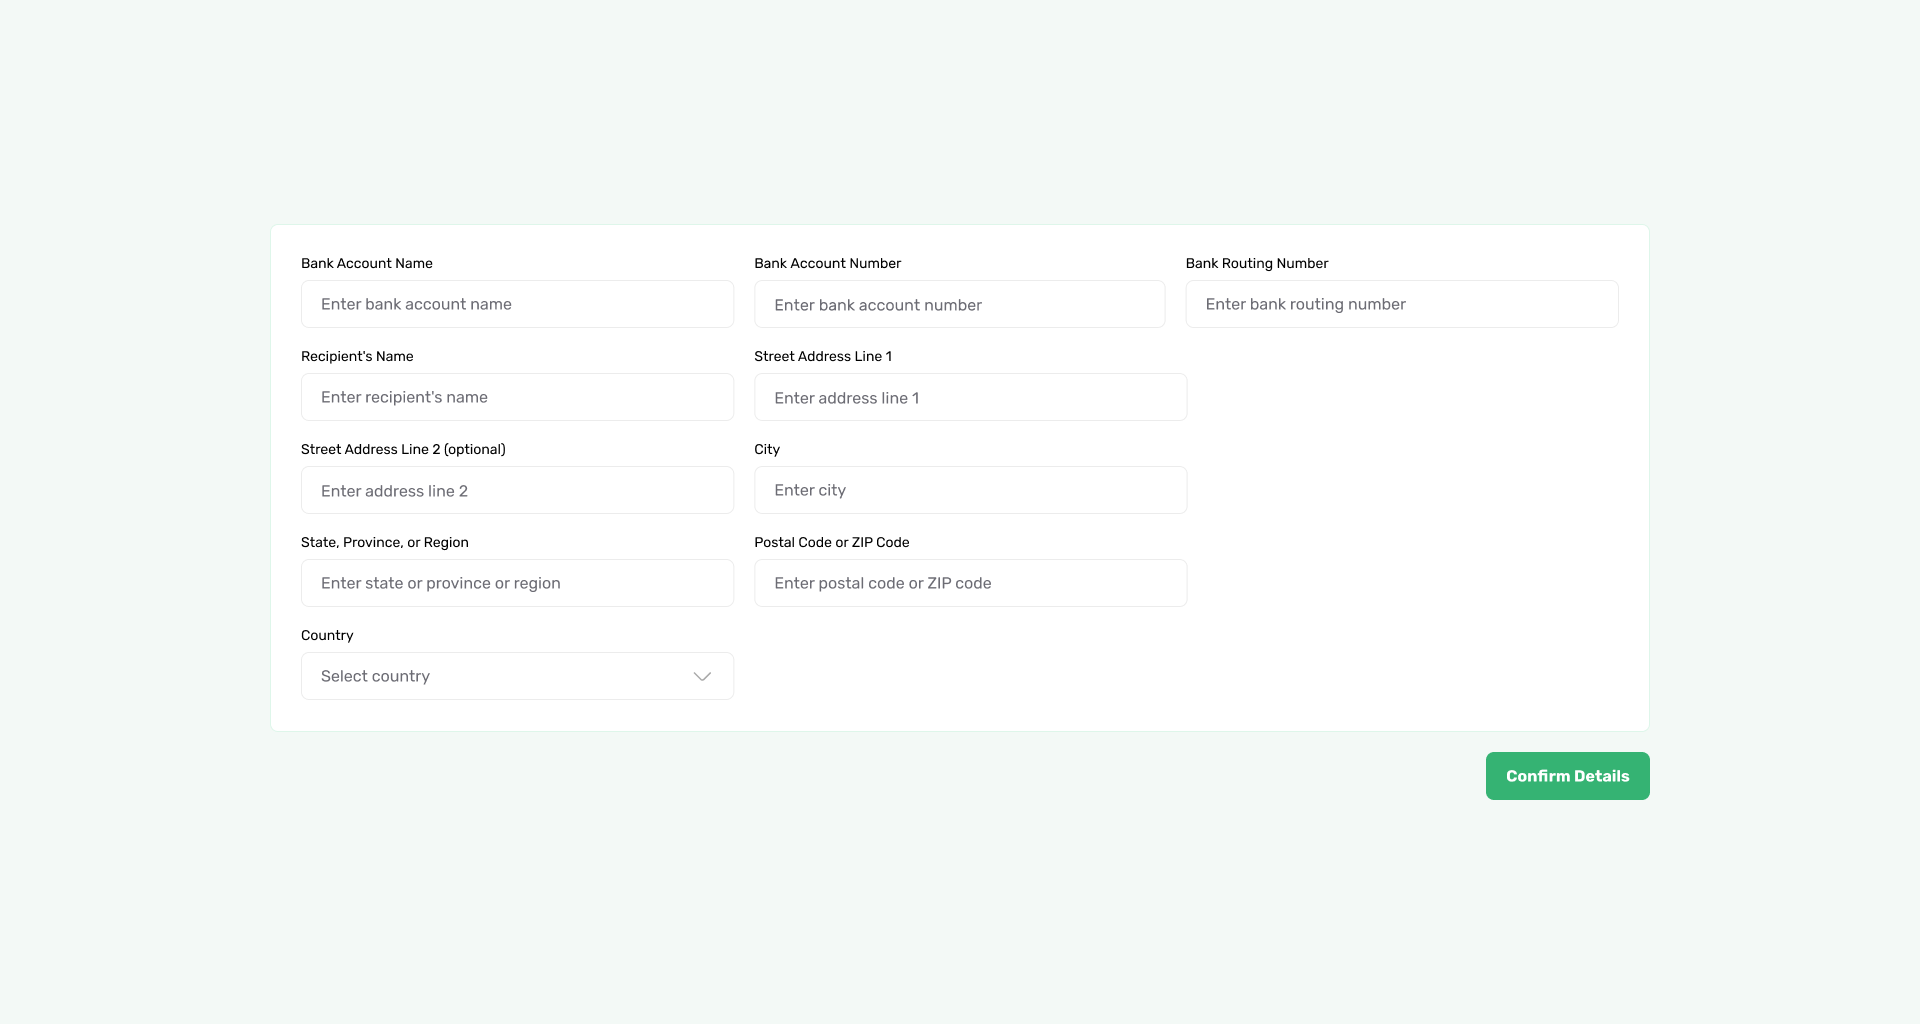 Bank Account Name
Enter bank account name
Bank Account Number
Enter bank account number
Bank Routing Number
Enter bank routing number
Recipient's Name
Enter recipient's name
Street Address Line 1
Enter address line 1
Street Address Line 2 (optional)
Enter address line 2
City
Enter city
State, Province, or Region
Enter state or province or region
Postal Code or ZIP Code
Enter postal code or ZIP code
Country
Select country
Confirm Details